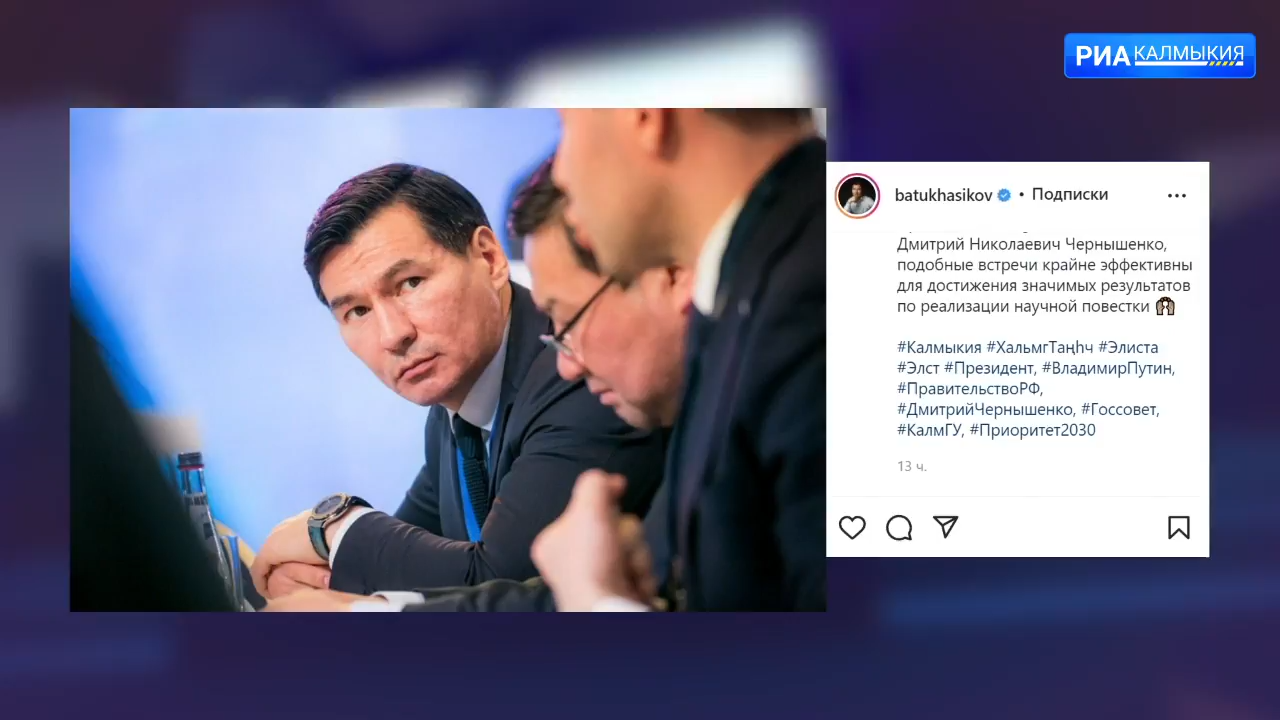 РИА КАЛМЫКИЯ
batukhasikov • Подписки
Дмитрий Николаевич Чернышенко,
подобные встречи крайне эффективны
для достижения значимых результатов
по реализации научной повестки
#Калмыкия #ХальмгТаңһч #Элиста
#Элст #Президент, #ВладимирПутин,
#ПравительствоРФ,
#ДмитрийЧернышенко, #Госсовет,
#КалмГУ, #Приоритет2030
13 ч.